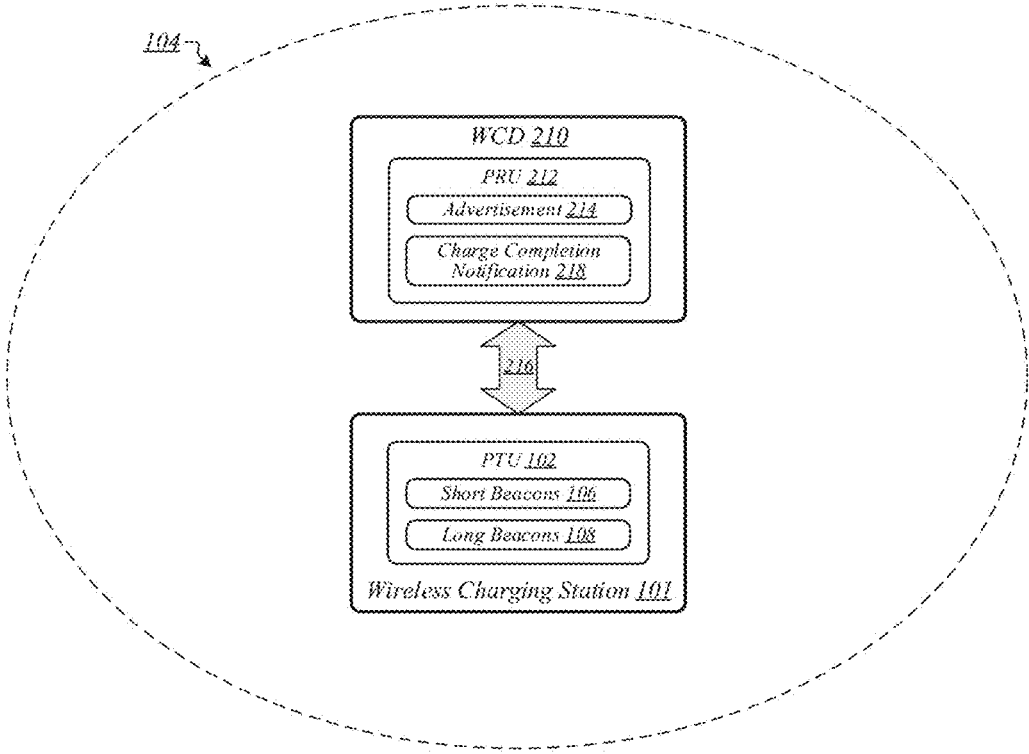 104
WCD 210
PRU 212
Advertisement 214
Charge Completion
Notification 218
216
PTU 102
Short Beacons 106
Long Beacons 108
Wireless Charging Station 101